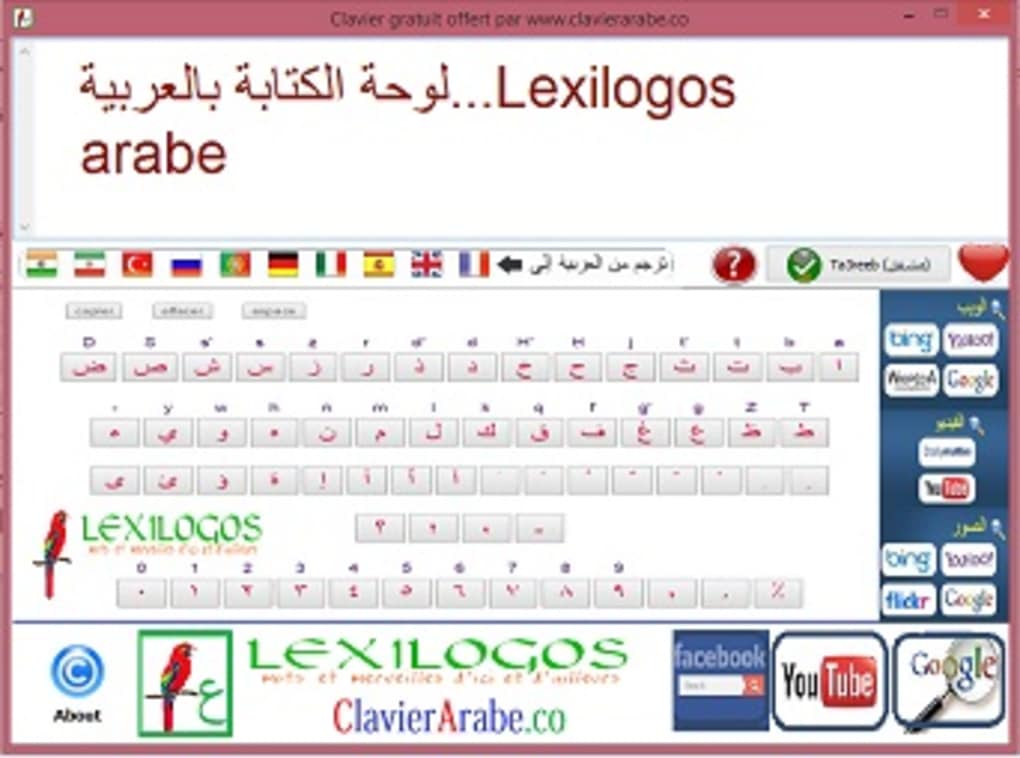 Clavier gratuit offert par www.clavierarabe.co
لوحة الكتابة بالعربية...Lexilogos
arabe
ترجم من العربية إلى
?
Ta3reeb (مشغل)
copier effacer espace
الويب
bing Yahoo!
Google
D S s' s z r d' d H' H j t' t b a
ض ص ش س ز ر ذ د خ ح ج ث ت ب ا
y w h n m l k q f g' g Z T
ي و ه ن م ل ك ق ف غ ع ظ ط
الفيديو
Dailymotion
YouTube
LEXILOGOS
mots et merveilles d'ici et d'ailleurs
؟
الصور
bing Yahoo!
flickr Google
0 1 2 3 4 5 6 7 8 9
٠ ١ ٢ ٣ ٤ ٥ ٦ ٧ ٨ ٩ ٪
About
ع
LEXILOGOS
mots et merveilles d'ici et d'ailleurs
ClavierArabe.co
facebook
YouTube
Google